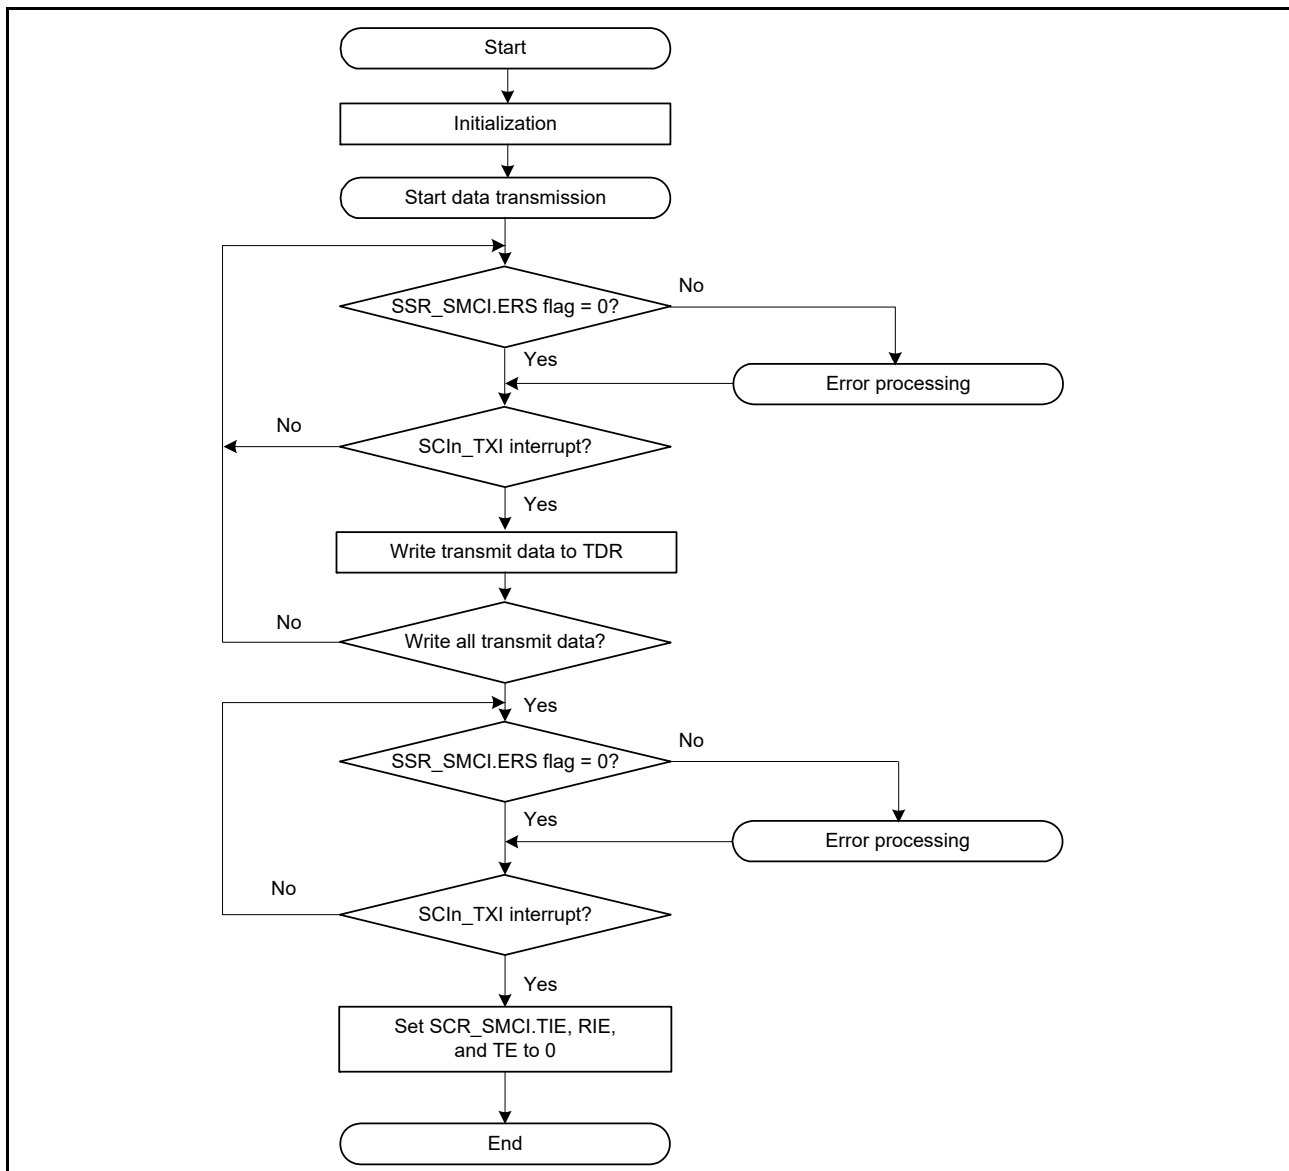 Start
Initialization
Start data transmission
SSR_SMCI.ERS flag = 0?
No
Yes
Error processing
SCIn_TXI interrupt?
No
Yes
Write transmit data to TDR
Write all transmit data?
No
Yes
SSR_SMCI.ERS flag = 0?
No
Yes
Error processing
SCIn_TXI interrupt?
No
Yes
Set SCR_SMCI.TIE, RIE,
and TE to 0
End